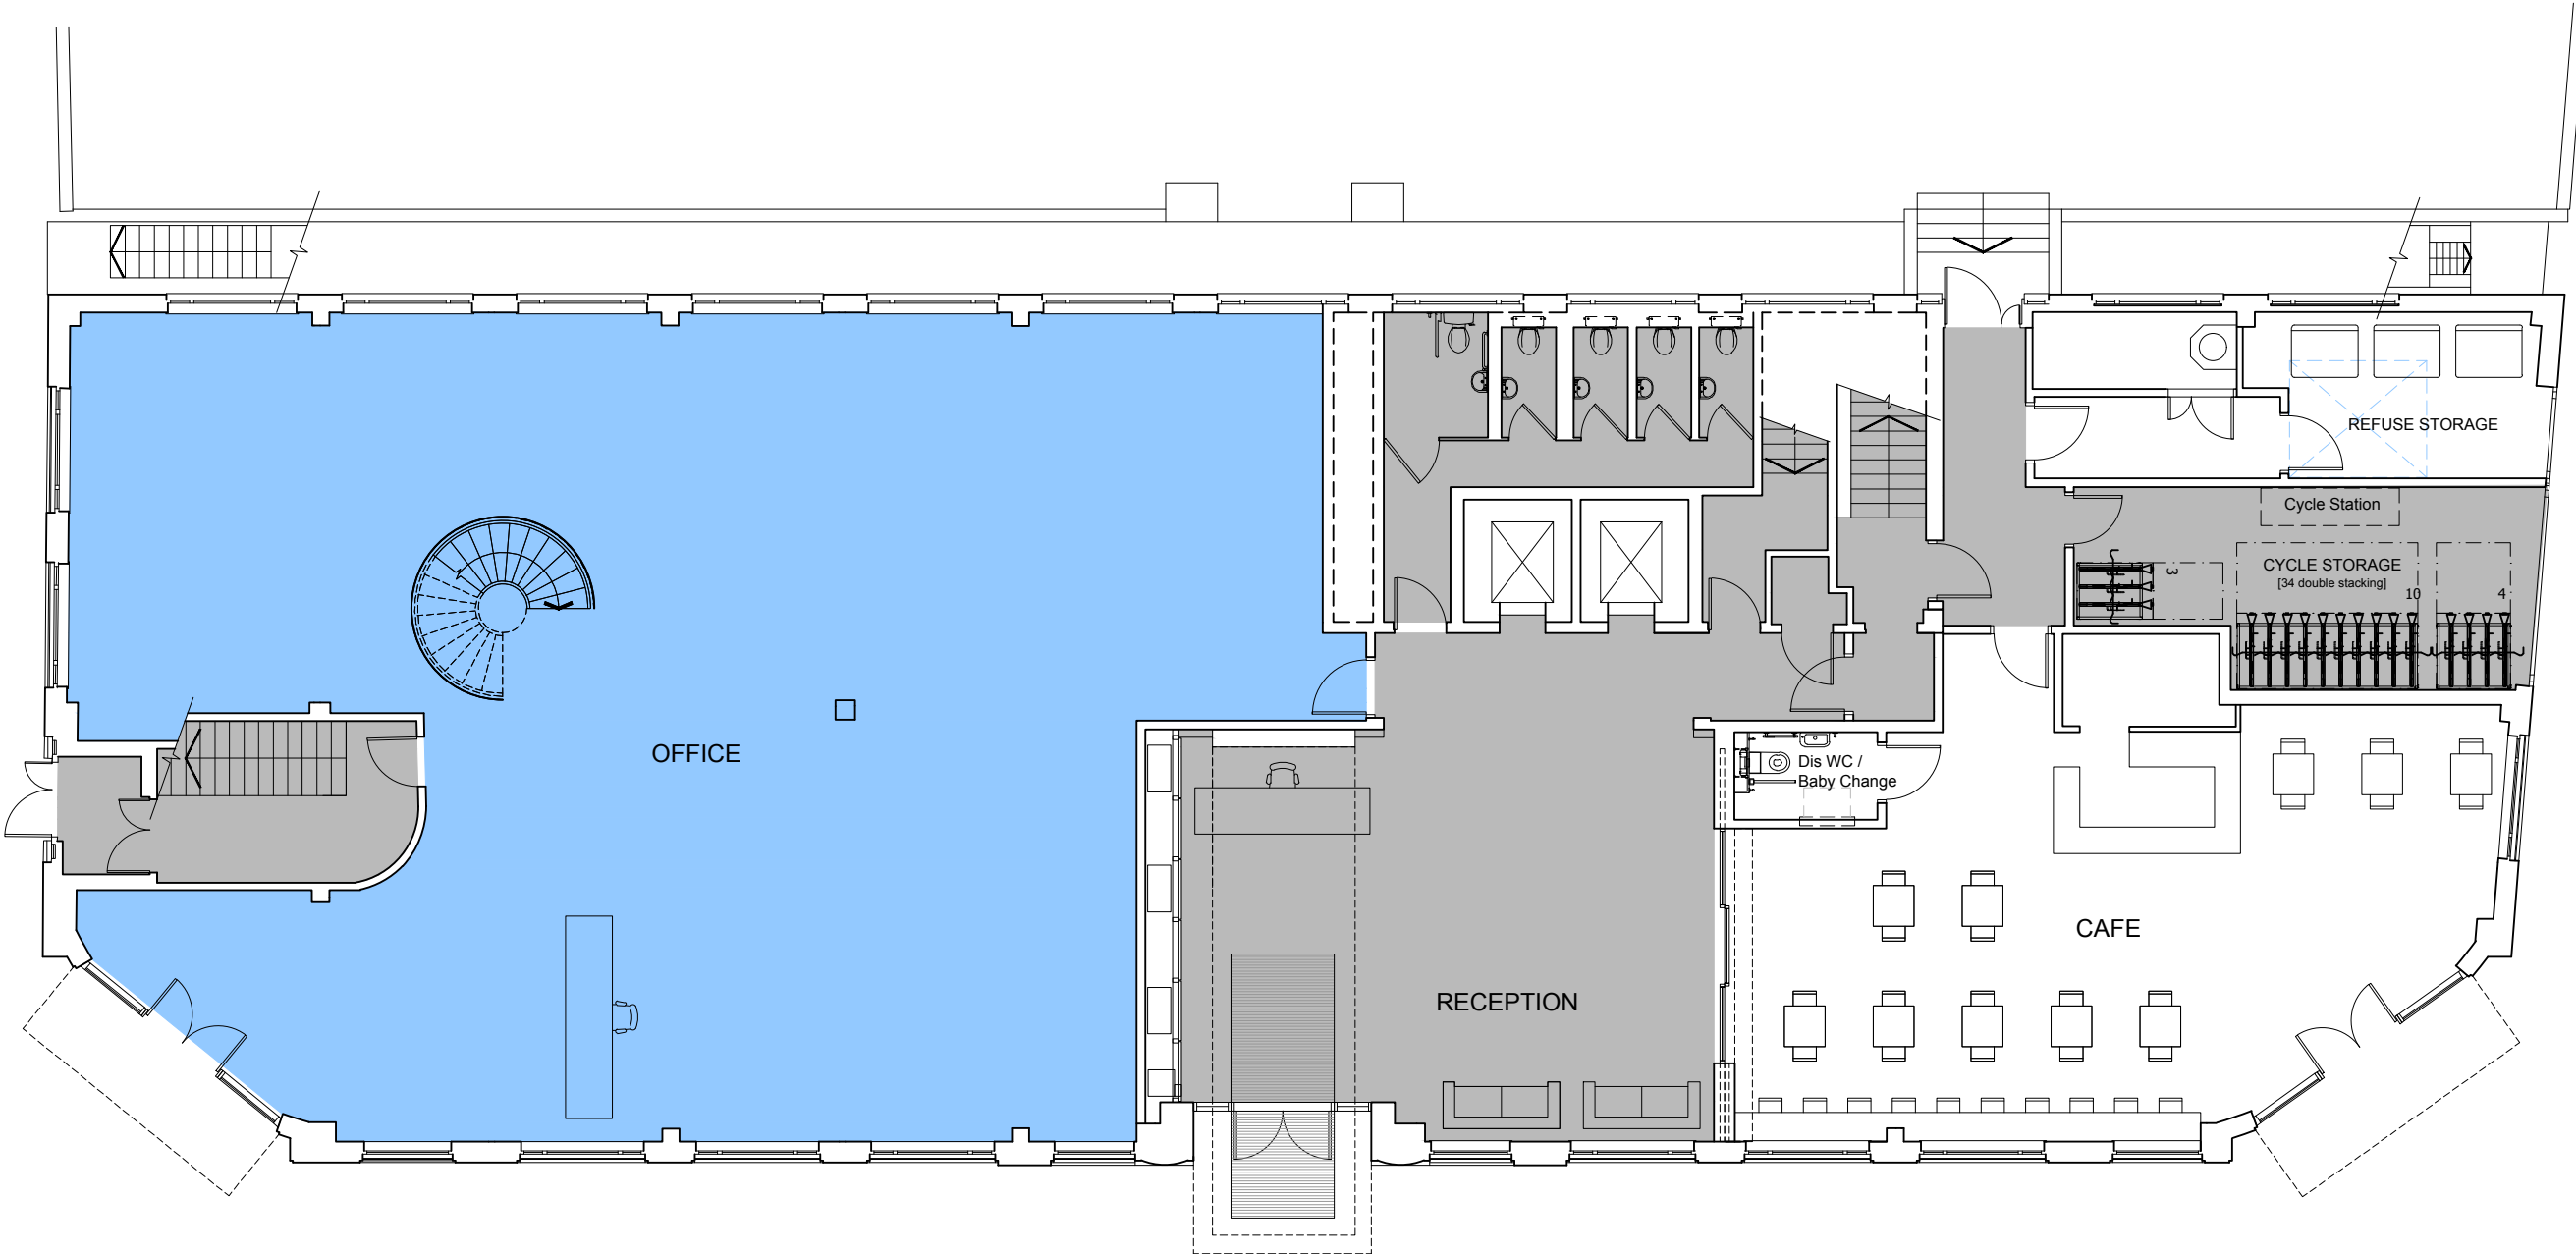 REFUSE STORAGE
Cycle Station
CYCLE STORAGE
[34 double stacking]
3
10
4
OFFICE
Dis WC /
Baby Change
CAFE
RECEPTION